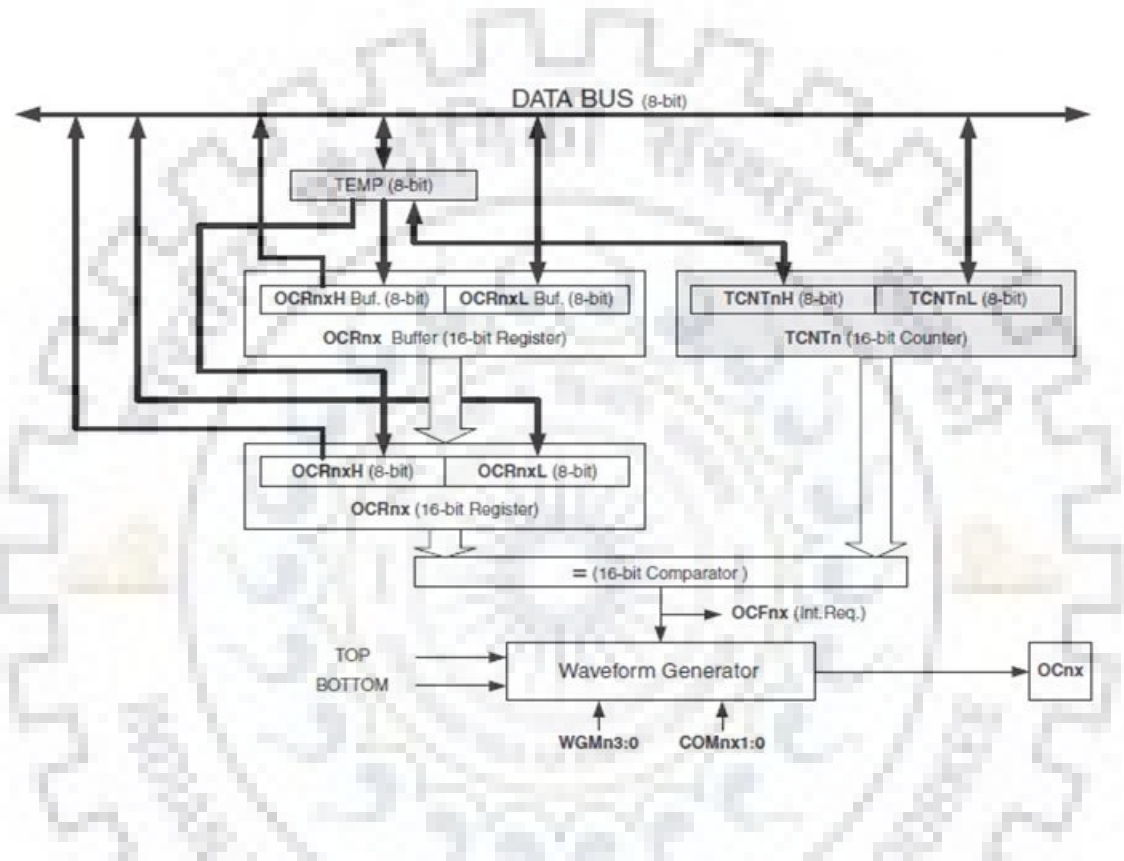 DATA BUS (8-bit)
TEMP (8-bit)
OCRnxH Buf. (8-bit) OCRnxL Buf. (8-bit)
OCRnx Buffer (16-bit Register)
TCNTnH (8-bit) TCNTnL (8-bit)
TCNTn (16-bit Counter)
OCRnxH (8-bit) OCRnxL (8-bit)
OCRnx (16-bit Register)
= (16-bit Comparator )
OCFnx (Int.Req.)
TOP
BOTTOM
Waveform Generator
OCnx
WGMn3:0 COMnx1:0